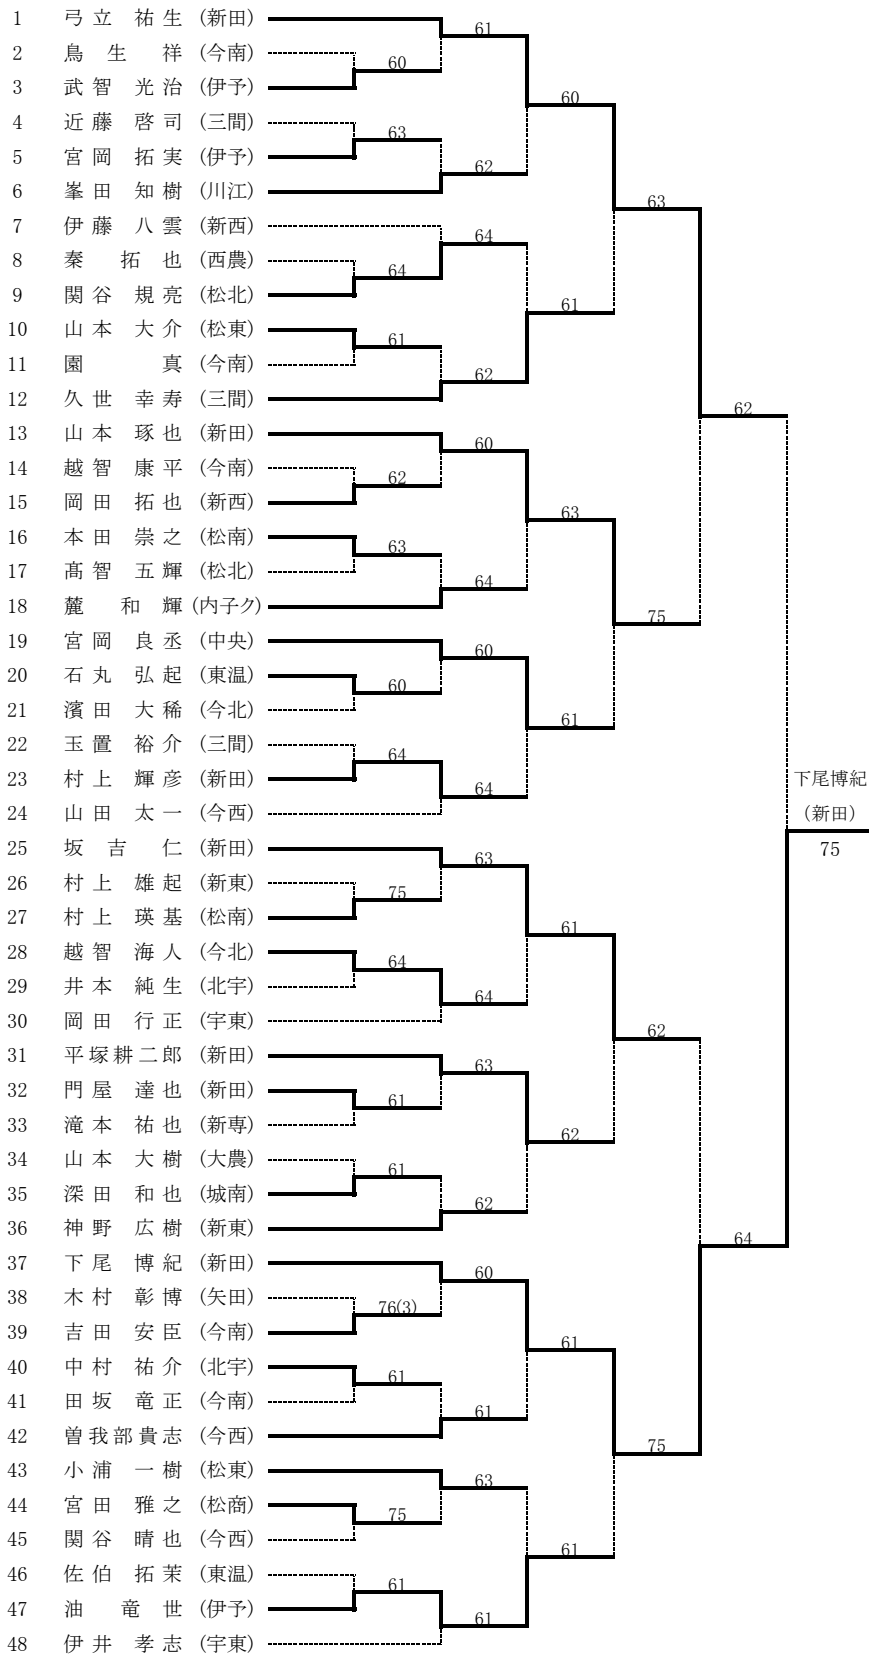 1 弓立 祐生 (新田)
61
2 鳥生 祥 (今南)
60
3 武智 光治 (伊予)
60
4 近藤 啓司 (三間)
63
5 宮岡 拓実 (伊予)
62
6 峯田 知樹 (川江)
63
7 伊藤 八雲 (新西)
64
8 秦 拓也 (西農)
64
9 関谷 規亮 (松北)
61
10 山本 大介 (松東)
61
11 園 真 (今南)
62
12 久世 幸寿 (三間)
62
13 山本 琢也 (新田)
60
14 越智 康平 (今南)
62
15 岡田 拓也 (新西)
63
16 本田 崇之 (松南)
63
17 髙智 五輝 (松北)
64
18 麓 和輝 (内子ク)
75
19 宮岡 良丞 (中央)
60
20 石丸 弘起 (東温)
60
21 濱田 大稀 (今北)
61
22 玉置 裕介 (三間)
64
23 村上 輝彦 (新田)
64
下尾博紀
24 山田 太一 (今西)
(新田)
25 坂吉 仁 (新田)
63
75
26 村上 雄起 (新東)
75
27 村上 瑛基 (松南)
61
28 越智 海人 (今北)
64
29 井本 純生 (北宇)
64
30 岡田 行正 (宇東)
62
31 平塚耕二郎 (新田)
63
32 門屋 達也 (新田)
61
33 滝本 祐也 (新専)
62
34 山本 大樹 (大農)
61
35 深田 和也 (城南)
62
36 神野 広樹 (新東)
64
37 下尾 博紀 (新田)
60
38 木村 彰博 (矢田)
76(3)
39 吉田 安臣 (今南)
61
40 中村 祐介 (北宇)
61
41 田坂 竜正 (今南)
61
42 曽我部貴志 (今西)
75
43 小浦 一樹 (松東)
63
44 宮田 雅之 (松商)
75
45 関谷 晴也 (今西)
61
46 佐伯 拓茉 (東温)
61
47 油 竜世 (伊予)
61
48 伊井 孝志 (宇東)